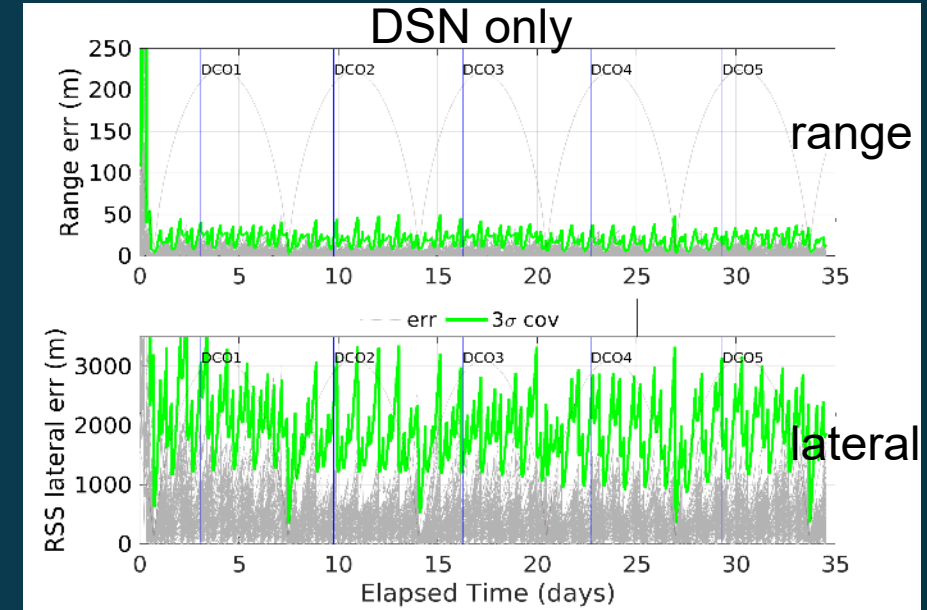 DSN only
Range err (m)
250
200
150
100
50
0
DCO1 DCO2 DCO3 DCO4 DCO5
range
0 5 10 15 20 25 30 35
err 3σ cov
RSS lateral err (m)
3000
2000
1000
0
DCO1 DCO2 DCO3 DCO4 DCO5
lateral
0 5 10 15 20 25 30 35
Elapsed Time (days)